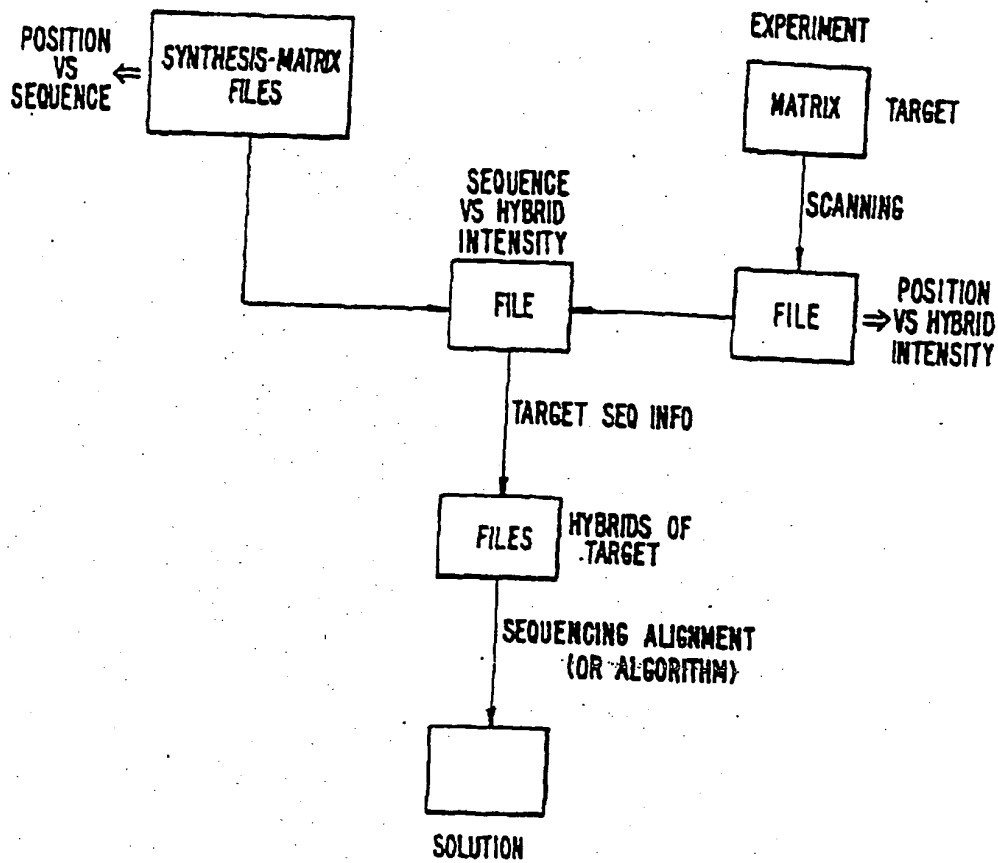 POSITION
VS
SEQUENCE
⇐
SYNTHESIS-MATRIX
FILES
EXPERIMENT
MATRIX
TARGET
SCANNING
SEQUENCE
VS HYBRID
INTENSITY
FILE
FILE
⇒
POSITION
VS HYBRID
INTENSITY
TARGET SEQ INFO
FILES
HYBRIDS OF
TARGET
SEQUENCING ALIGNMENT
(OR ALGORITHM)
SOLUTION